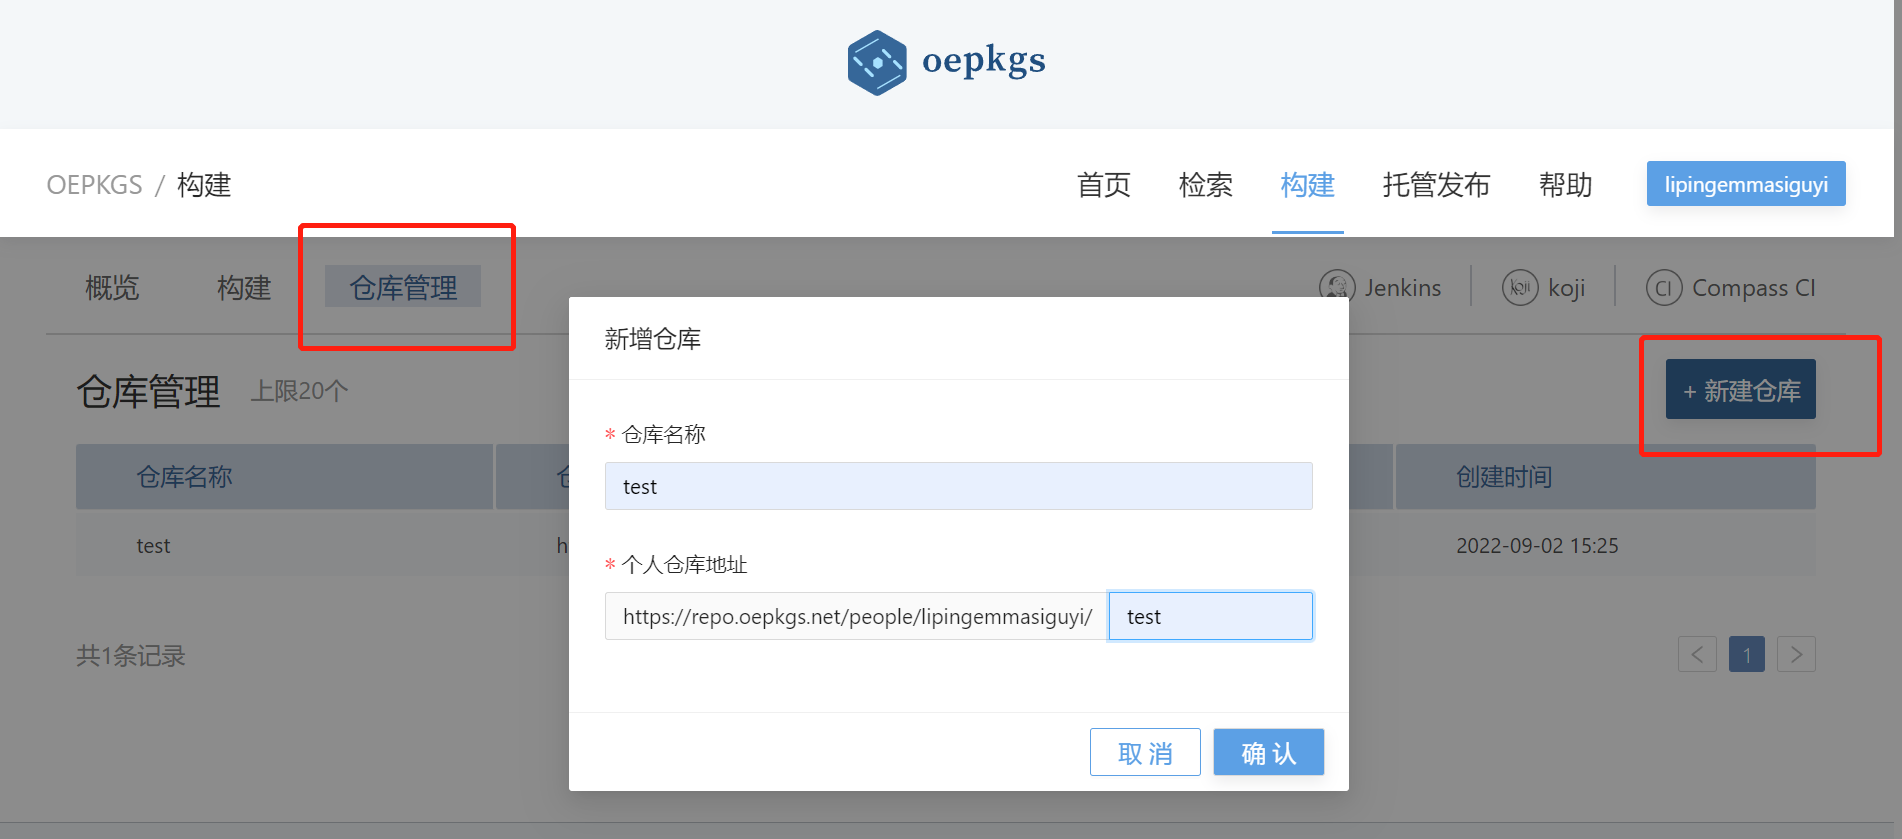 oepkgs
OEPKGS / 构建
首页 检索 构建 托管发布 帮助 lipingemmasiguyi
概览 构建 仓库管理 Jenkins koji CI Compass CI
新增仓库
仓库管理 上限20个 + 新建仓库
* 仓库名称
仓库名称 创建时间
test
test h 2022-09-02 15:25
* 个人仓库地址
https://repo.oepkgs.net/people/lipingemmasiguyi/ test
共1条记录 < 1 >
取 消 确 认